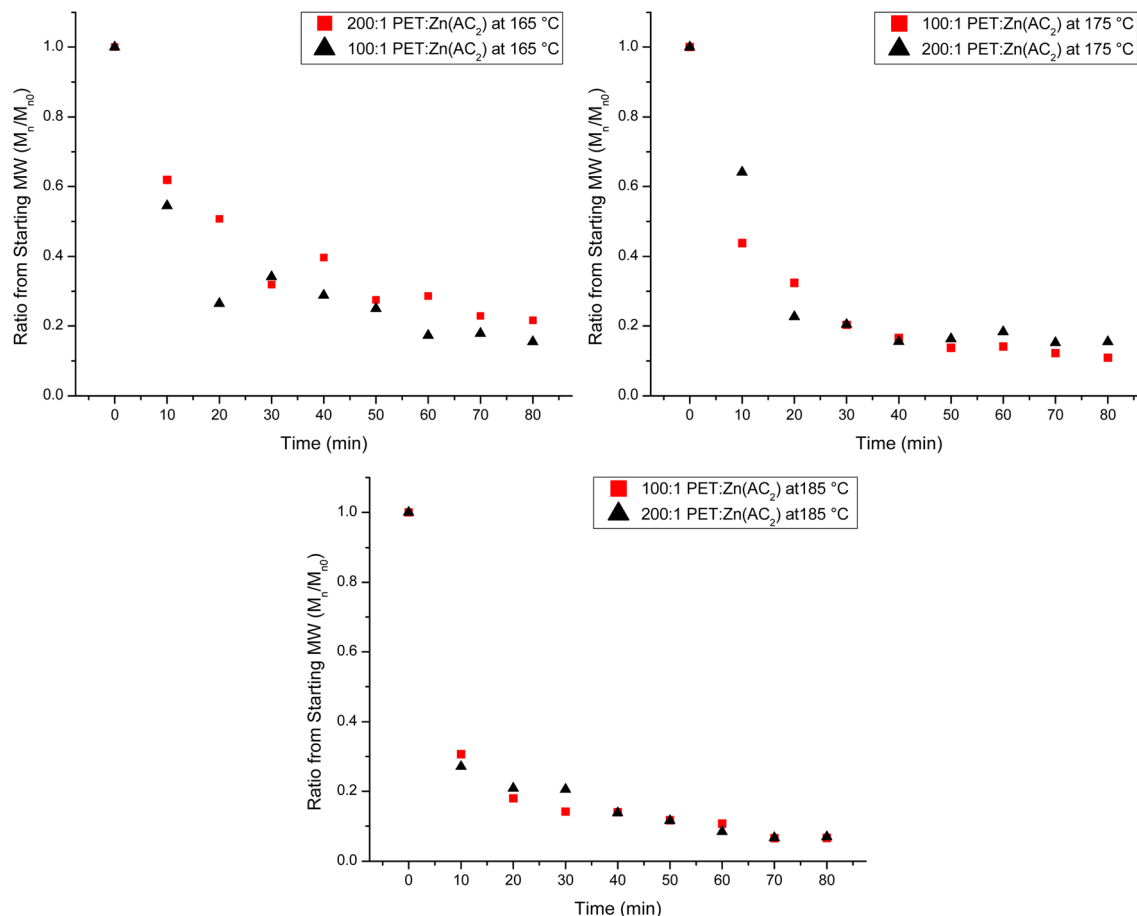 200:1 PET:Zn(AC₂) at 165 °C
100:1 PET:Zn(AC₂) at 165 °C
1.0
0.8
0.6
0.4
0.2
0.0
Ratio from Starting MW (Mₙ/Mₙ₀)
0 10 20 30 40 50 60 70 80
Time (min)
100:1 PET:Zn(AC₂) at 175 °C
200:1 PET:Zn(AC₂) at 175 °C
1.0
0.8
0.6
0.4
0.2
0.0
Ratio from Starting MW (Mₙ/Mₙ₀)
0 10 20 30 40 50 60 70 80
Time (min)
100:1 PET:Zn(AC₂) at185 °C
200:1 PET:Zn(AC₂) at185 °C
1.0
0.8
0.6
0.4
0.2
0.0
Ratio from Starting MW (Mₙ/Mₙ₀)
0 10 20 30 40 50 60 70 80
Time (min)